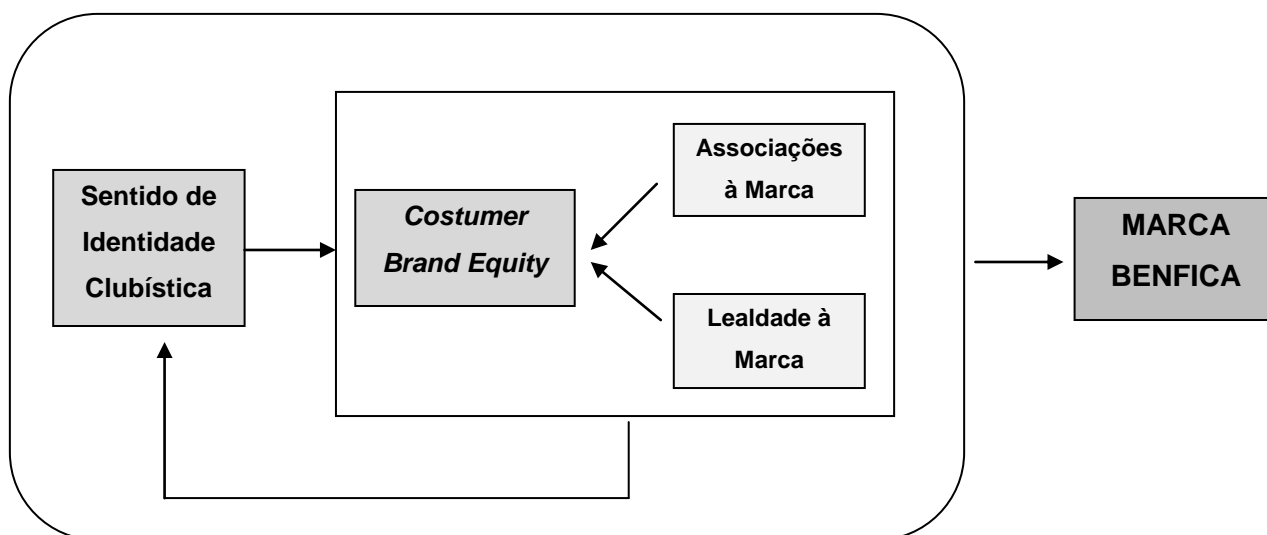 Sentido de
Identidade
Clubística
Costumer
Brand Equity
Associações
à Marca
Lealdade à
Marca
MARCA
BENFICA